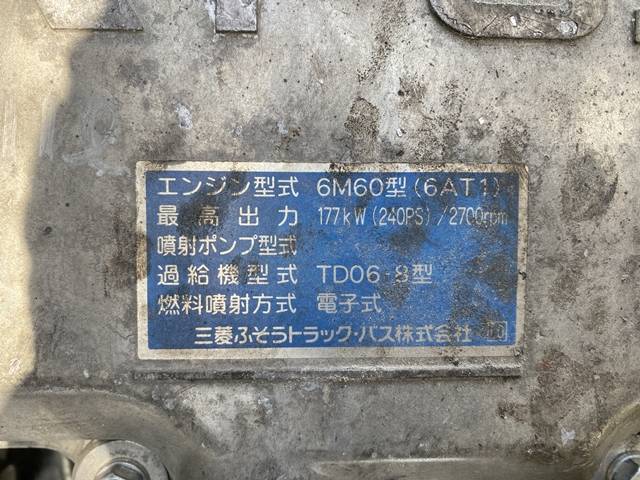 エンジン型式 6M60型(6AT1)
最高出力 177kW(240PS)/2700rpm
噴射ポンプ型式
過給機型式 TD06-8型
燃料噴射方式 電子式
三菱ふそうトラック・バス株式会社